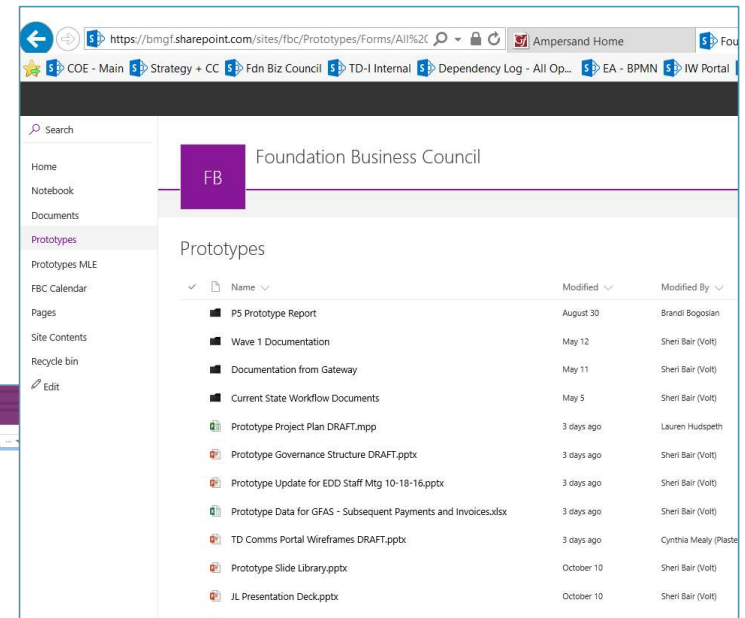 https://bmgf.sharepoint.com/sites/fbc/Prototypes/Forms/All%20 Ampersand Home Fou
COE - Main Strategy + CC Fdn Biz Council TD-I Internal Dependency Log - All Op... EA - BPMN IW Portal
Search
Home
Notebook
Documents
Prototypes
Prototypes MLE
FBC Calendar
Pages
Site Contents
Recycle bin
Edit
FB
Foundation Business Council
Prototypes
Name Modified Modified By
P5 Prototype Report August 30 Brandi Bogosian
Wave 1 Documentation May 12 Sheri Bair (Volt)
Documentation from Gateway May 11 Sheri Bair (Volt)
Current State Workflow Documents May 5 Sheri Bair (Volt)
Prototype Project Plan DRAFT.mpp 3 days ago Lauren Hudspeth
Prototype Governance Structure DRAFT.pptx 3 days ago Sheri Bair (Volt)
Prototype Update for EDD Staff Mtg 10-18-16.pptx 3 days ago Sheri Bair (Volt)
Prototype Data for GFAS - Subsequent Payments and Invoices.xlsx 3 days ago Sheri Bair (Volt)
TD Comms Portal Wireframes DRAFT.pptx 3 days ago Cynthia Mealy (Plaste
Prototype Slide Library.pptx October 10 Sheri Bair (Volt)
JL Presentation Deck.pptx October 10 Sheri Bair (Volt)
...